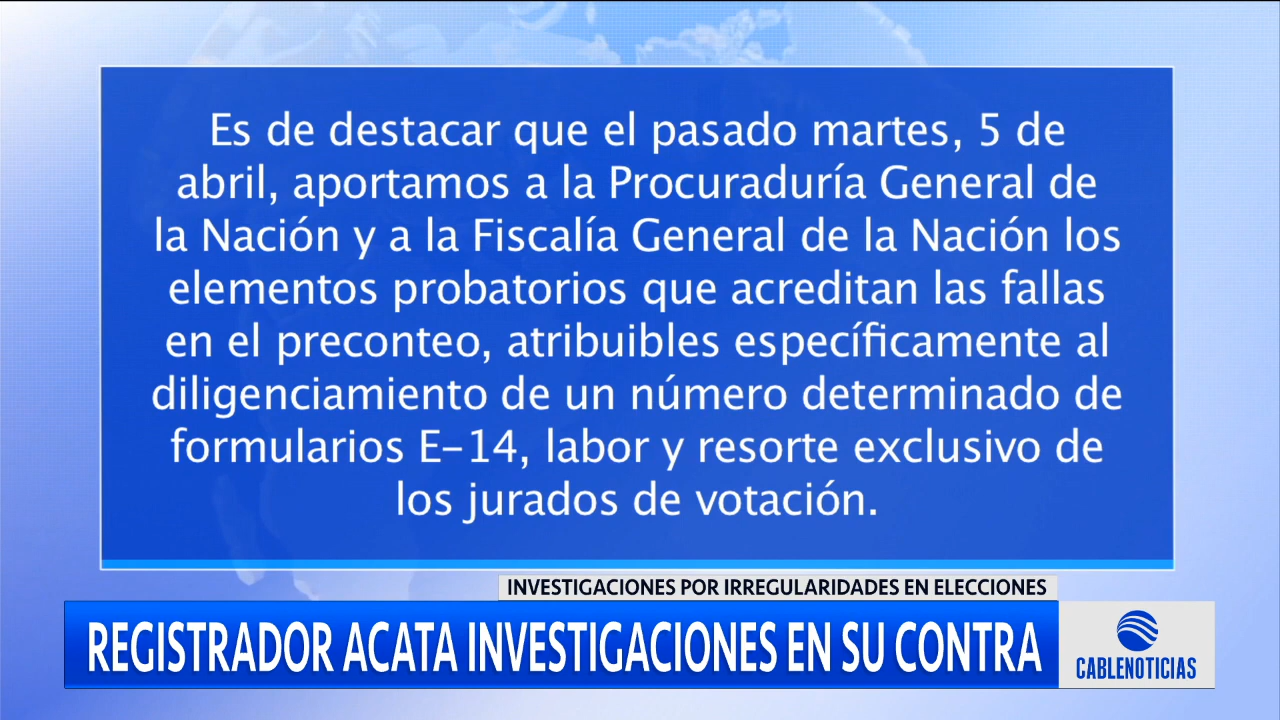 Es de destacar que el pasado martes, 5 de
abril, aportamos a la Procuraduría General de
la Nación y a la Fiscalía General de la Nación los
elementos probatorios que acreditan las fallas
en el preconteo, atribuibles específicamente al
diligenciamiento de un número determinado de
formularios E-14, labor y resorte exclusivo de
los jurados de votación.
INVESTIGACIONES POR IRREGULARIDADES EN ELECCIONES
REGISTRADOR ACATA INVESTIGACIONES EN SU CONTRA
CABLENOTICIAS